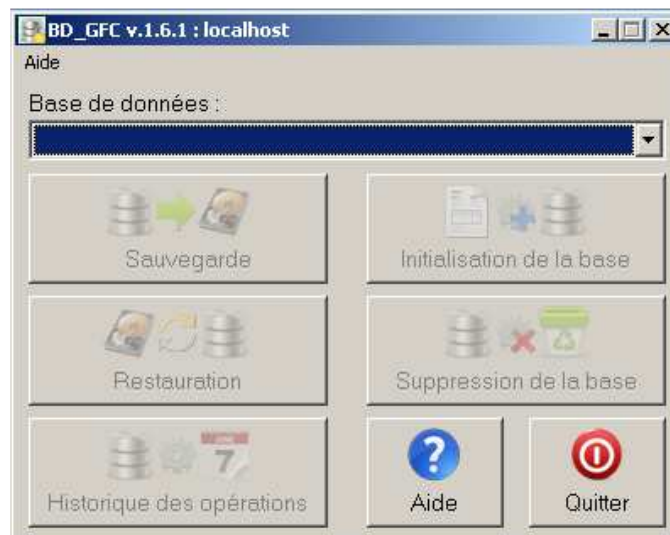 BD_GFC v.1.6.1 : localhost
Aide
Base de données :
Sauvegarde
Initialisation de la base
Restauration
Suppression de la base
7
Historique des opérations
?
Aide
Quitter